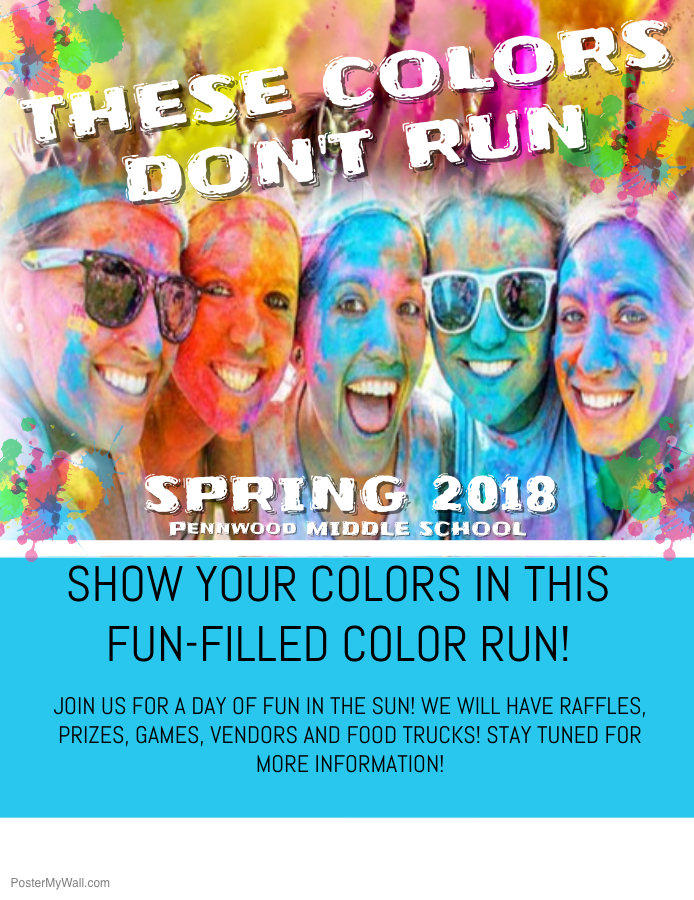 THESE COLORS
DON'T RUN
SPRING 2018
PENNWOOD MIDDLE SCHOOL
SHOW YOUR COLORS IN THIS
FUN-FILLED COLOR RUN!
JOIN US FOR A DAY OF FUN IN THE SUN! WE WILL HAVE RAFFLES,
PRIZES, GAMES, VENDORS AND FOOD TRUCKS! STAY TUNED FOR
MORE INFORMATION!
PosterMyWall.com